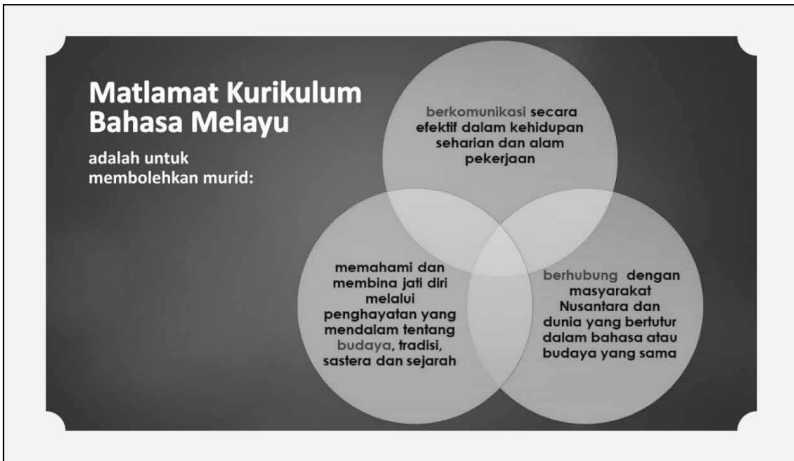 Matlamat Kurikulum
Bahasa Melayu
adalah untuk
membolehkan murid:
berkomunikasi secara
efektif dalam kehidupan
seharian dan alam
pekerjaan
memahami dan
membina jati diri
melalui
penghayatan yang
mendalam tentang
budaya, tradisi,
sastera dan sejarah
berhubung dengan
masyarakat
Nusantara dan
dunia yang bertutur
dalam bahasa atau
budaya yang sama